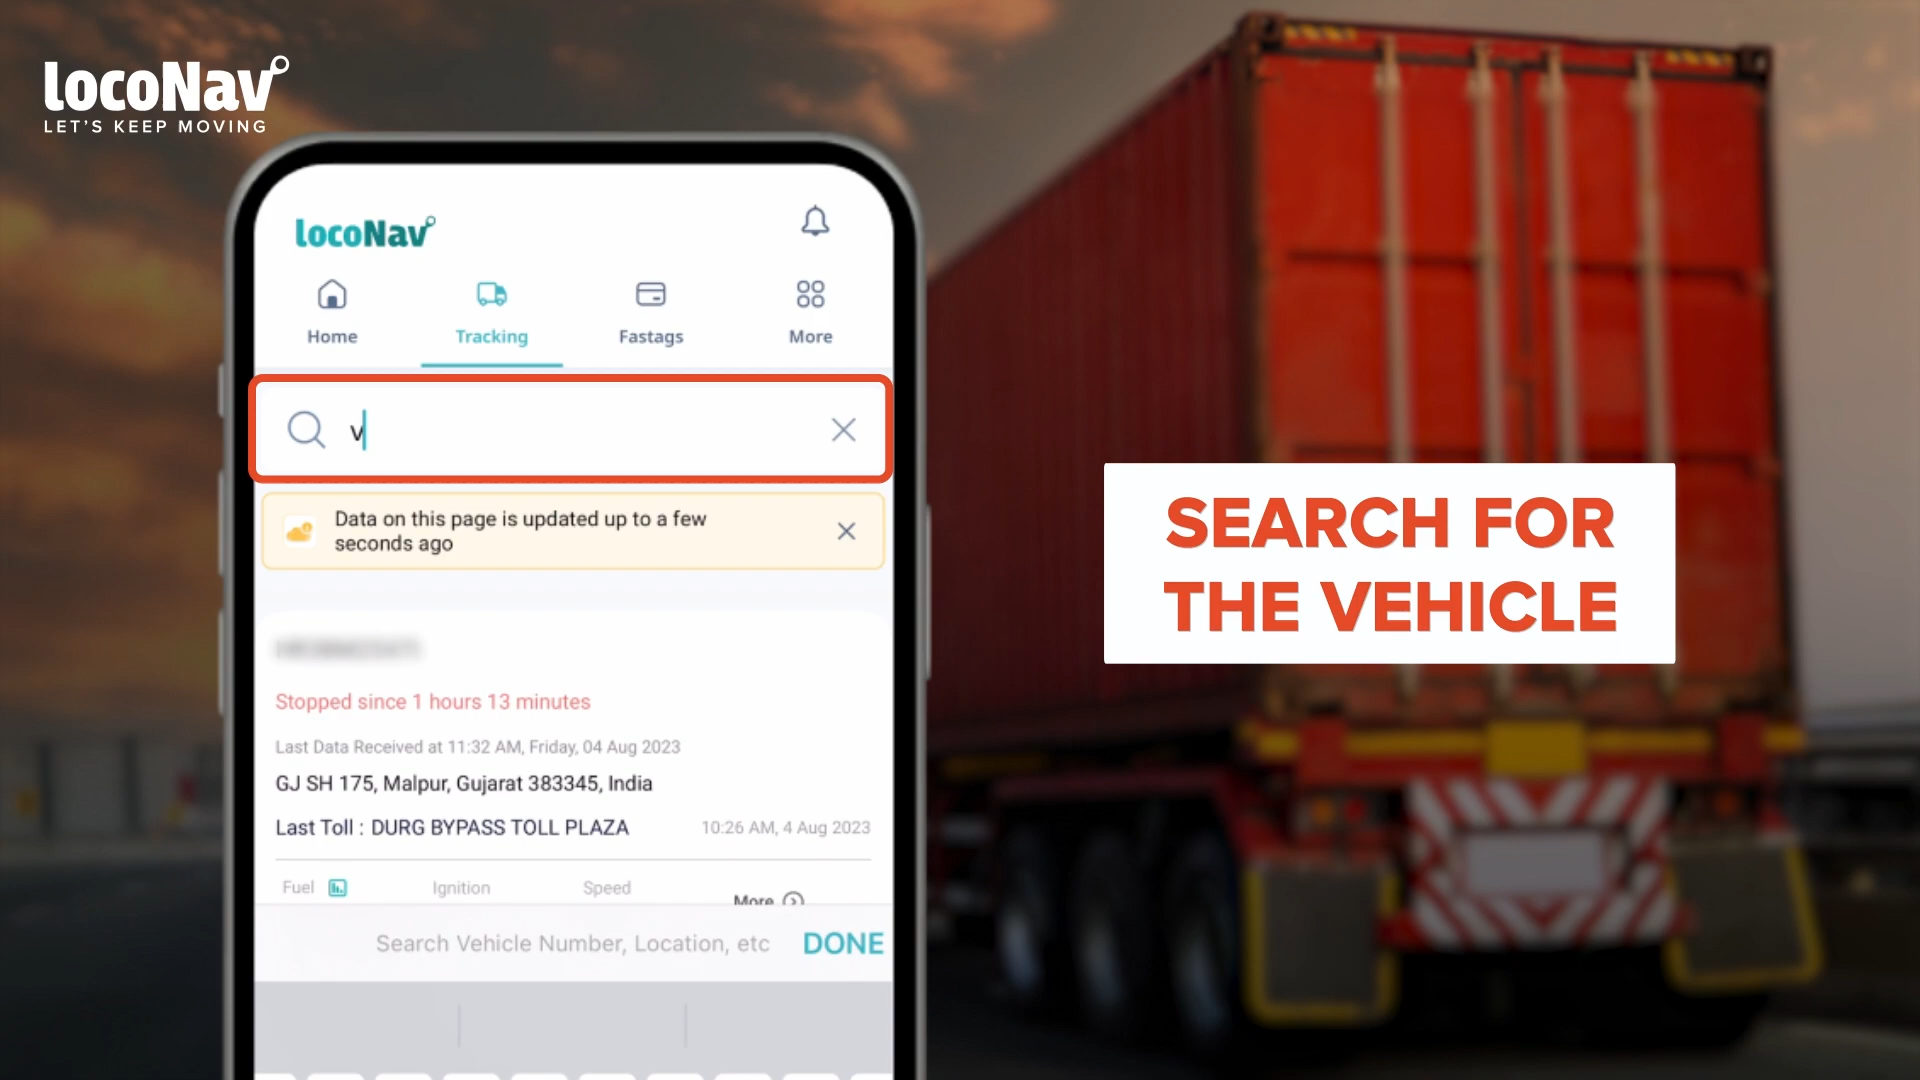 locoNav
LET'S KEEP MOVING
locoNav
Home
Tracking
Fastags
More
v
Data on this page is updated up to a few
seconds ago
Stopped since 1 hours 13 minutes
Last Data Received at 11:32 AM, Friday, 04 Aug 2023
GJ SH 175, Malpur, Gujarat 383345, India
Last Toll : DURG BYPASS TOLL PLAZA
10:26 AM, 4 Aug 2023
Fuel
Ignition
Speed
More
Search Vehicle Number, Location, etc
DONE
SEARCH FOR
THE VEHICLE